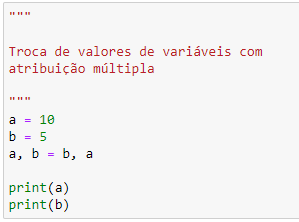 """
Troca de valores de variáveis com
atribuição múltipla
"""
a = 10
b = 5
a, b = b, a
print(a)
print(b)